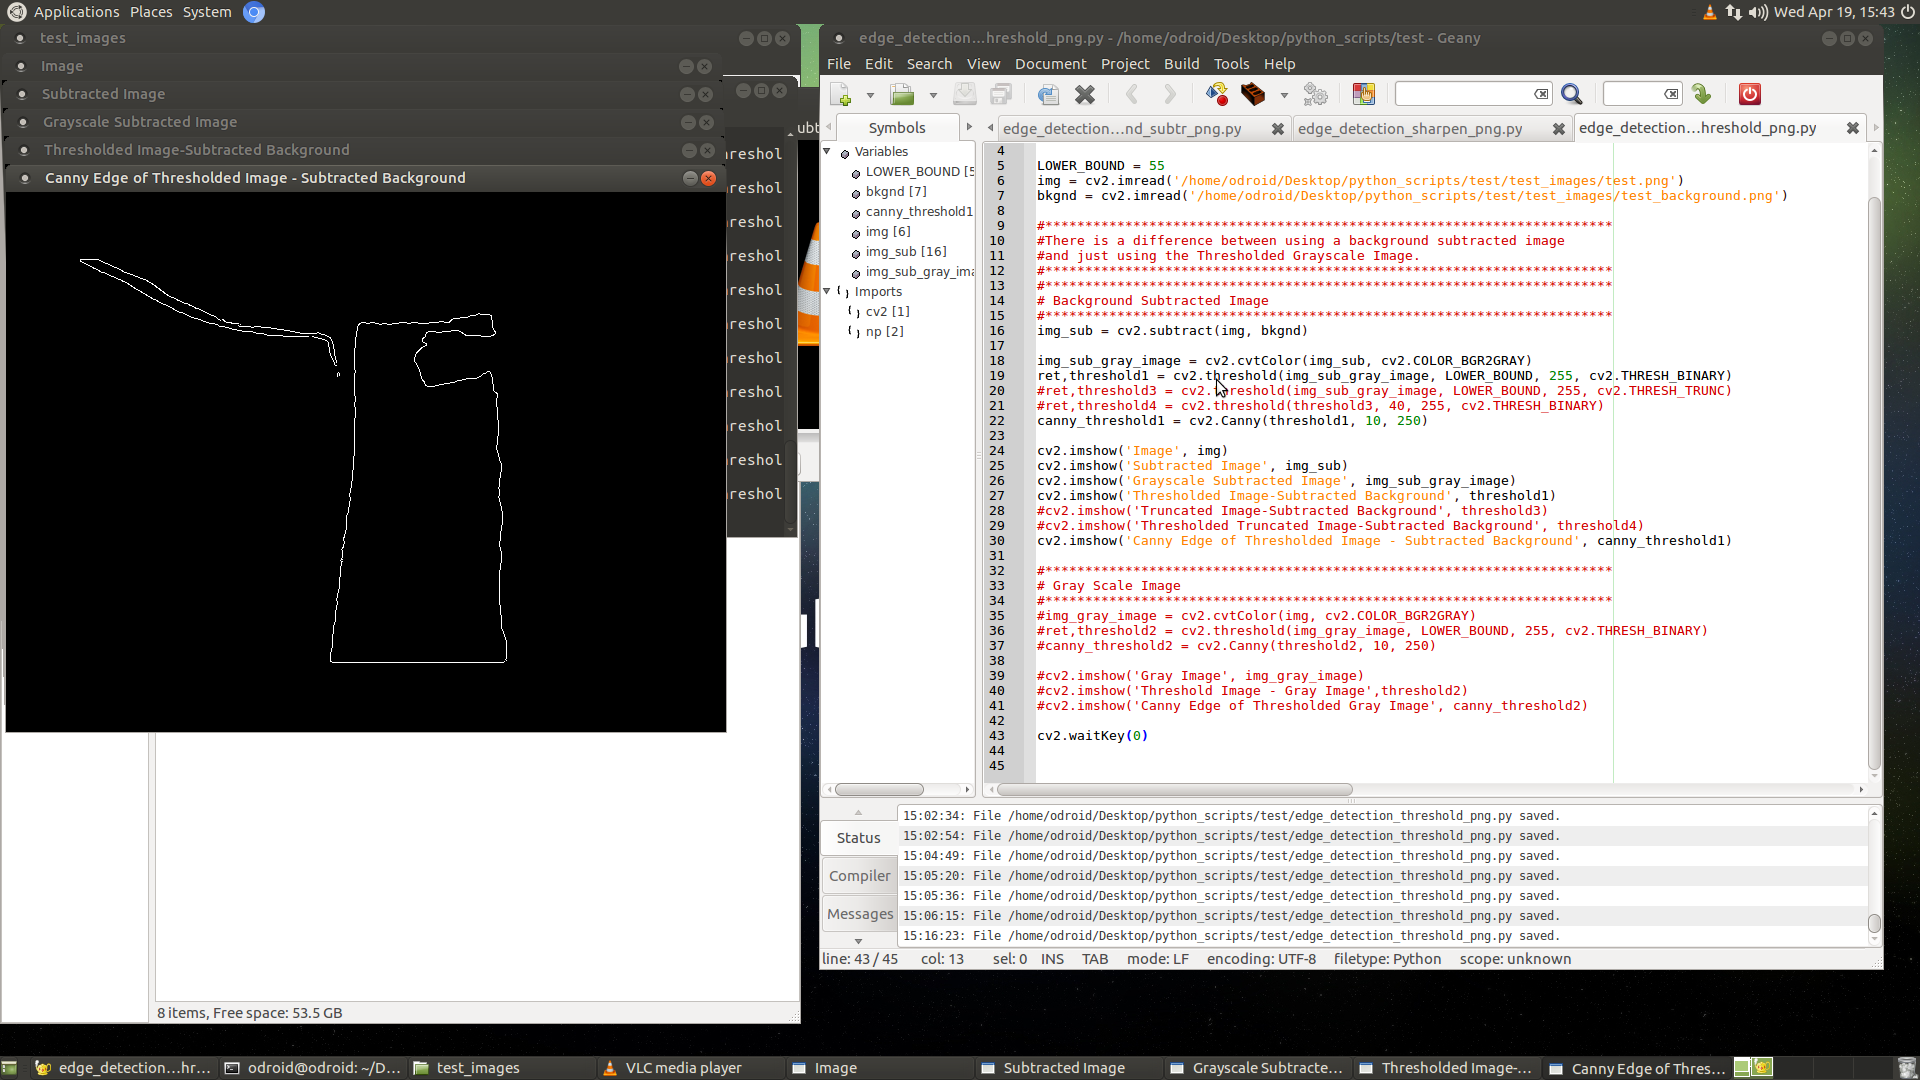 Applications Places System
Wed Apr 19, 15:43
test_images
Image
Subtracted Image
Grayscale Subtracted Image
Thresholded Image-Subtracted Background
Canny Edge of Thresholded Image - Subtracted Background
ubt
reshol
reshol
reshol
reshol
reshol
reshol
reshol
reshol
reshol
reshol
reshol
8 items, Free space: 53.5 GB
edge_detection...hreshold_png.py - /home/odroid/Desktop/python_scripts/test - Geany
File Edit Search View Document Project Build Tools Help
Symbols
edge_detection...nd_subtr_png.py edge_detection_sharpen_png.py edge_detection...hreshold_png.py
Variables
LOWER_BOUND [5
bkgnd [7]
canny_threshold1
img [6]
img_sub [16]
img_sub_gray_ima
Imports
cv2 [1]
np [2]
4
5 LOWER_BOUND = 55
6 img = cv2.imread('/home/odroid/Desktop/python_scripts/test/test_images/test.png')
7 bkgnd = cv2.imread('/home/odroid/Desktop/python_scripts/test/test_images/test_background.png')
8
9 #***********************************************************************
10 #There is a difference between using a background subtracted image
11 #and just using the Thresholded Grayscale Image.
12 #***********************************************************************
13 #***********************************************************************
14 # Background Subtracted Image
15 #***********************************************************************
16 img_sub = cv2.subtract(img, bkgnd)
17
18 img_sub_gray_image = cv2.cvtColor(img_sub, cv2.COLOR_BGR2GRAY)
19 ret,threshold1 = cv2.threshold(img_sub_gray_image, LOWER_BOUND, 255, cv2.THRESH_BINARY)
20 #ret,threshold3 = cv2.threshold(img_sub_gray_image, LOWER_BOUND, 255, cv2.THRESH_TRUNC)
21 #ret,threshold4 = cv2.threshold(threshold3, 40, 255, cv2.THRESH_BINARY)
22 canny_threshold1 = cv2.Canny(threshold1, 10, 250)
23
24 cv2.imshow('Image', img)
25 cv2.imshow('Subtracted Image', img_sub)
26 cv2.imshow('Grayscale Subtracted Image', img_sub_gray_image)
27 cv2.imshow('Thresholded Image-Subtracted Background', threshold1)
28 #cv2.imshow('Truncated Image-Subtracted Background', threshold3)
29 #cv2.imshow('Thresholded Truncated Image-Subtracted Background', threshold4)
30 cv2.imshow('Canny Edge of Thresholded Image - Subtracted Background', canny_threshold1)
31
32 #***********************************************************************
33 # Gray Scale Image
34 #***********************************************************************
35 #img_gray_image = cv2.cvtColor(img, cv2.COLOR_BGR2GRAY)
36 #ret,threshold2 = cv2.threshold(img_gray_image, LOWER_BOUND, 255, cv2.THRESH_BINARY)
37 #canny_threshold2 = cv2.Canny(threshold2, 10, 250)
38
39 #cv2.imshow('Gray Image', img_gray_image)
40 #cv2.imshow('Threshold Image - Gray Image',threshold2)
41 #cv2.imshow('Canny Edge of Thresholded Gray Image', canny_threshold2)
42
43 cv2.waitKey(0)
44
45
Status
Compiler
Messages
15:02:34: File /home/odroid/Desktop/python_scripts/test/edge_detection_threshold_png.py saved.
15:02:54: File /home/odroid/Desktop/python_scripts/test/edge_detection_threshold_png.py saved.
15:04:49: File /home/odroid/Desktop/python_scripts/test/edge_detection_threshold_png.py saved.
15:05:20: File /home/odroid/Desktop/python_scripts/test/edge_detection_threshold_png.py saved.
15:05:36: File /home/odroid/Desktop/python_scripts/test/edge_detection_threshold_png.py saved.
15:06:15: File /home/odroid/Desktop/python_scripts/test/edge_detection_threshold_png.py saved.
15:16:23: File /home/odroid/Desktop/python_scripts/test/edge_detection_threshold_png.py saved.
line: 43 / 45 col: 13 sel: 0 INS TAB mode: LF encoding: UTF-8 filetype: Python scope: unknown
edge_detection...hr... odroid@odroid: ~/D... test_images VLC media player Image Subtracted Image Grayscale Subtracte... Thresholded Image-... Canny Edge of Thres...